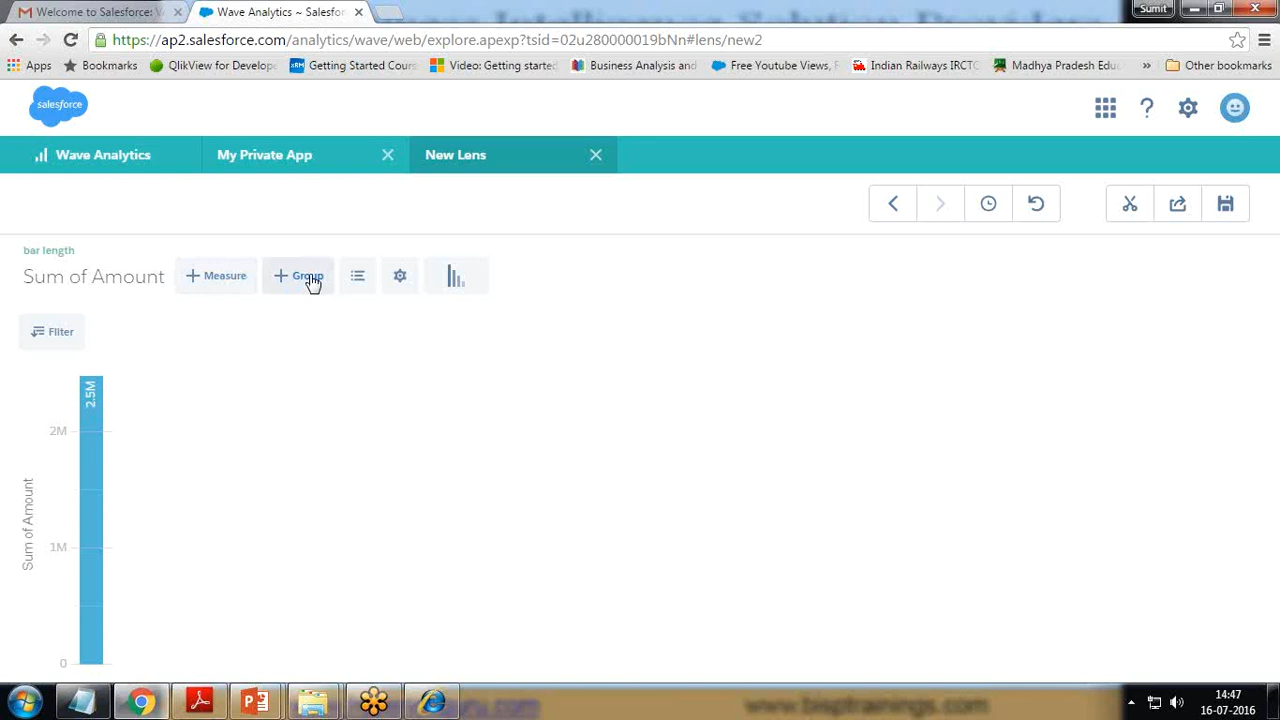 Sumit
Welcome to Salesforce: V
Wave Analytics ~ Salesfor
https://ap2.salesforce.com/analytics/wave/web/explore.apexp?tsid=02u280000019bNn#lens/new2
Apps
Bookmarks
QlikView for Develope
Getting Started Cours
Video: Getting started
Business Analysis and
Free Youtube Views, F
Indian Railways IRCTC
Madhya Pradesh Edu
»
Other bookmarks
salesforce
Wave Analytics
My Private App
New Lens
bar length
Sum of Amount
+ Measure
+ Group
Filter
2.5M
2M
1M
0
Sum of Amount
14:47
16-07-2016
www.bisptrainings.com